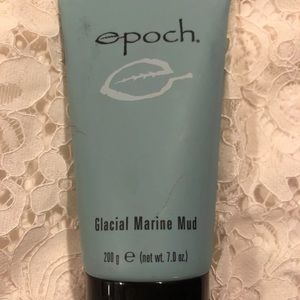 epoch.®
Glacial Marine Mud
200 g ℮ (net wt. 7.0 oz.)